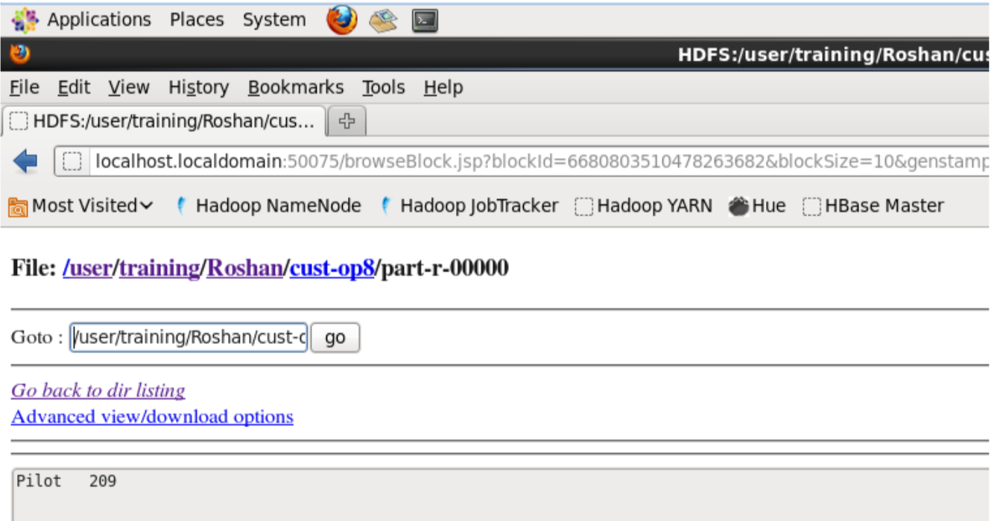 Applications Places System
HDFS:/user/training/Roshan/cus
File Edit View History Bookmarks Tools Help
HDFS:/user/training/Roshan/cus...
localhost.localdomain:50075/browseBlock.jsp?blockId=6680803510478263682&blockSize=10&genstamp
Most Visited Hadoop NameNode Hadoop JobTracker Hadoop YARN Hue HBase Master
File: /user/training/Roshan/cust-op8/part-r-00000
Goto : /user/training/Roshan/cust-o go
Go back to dir listing
Advanced view/download options
Pilot 209